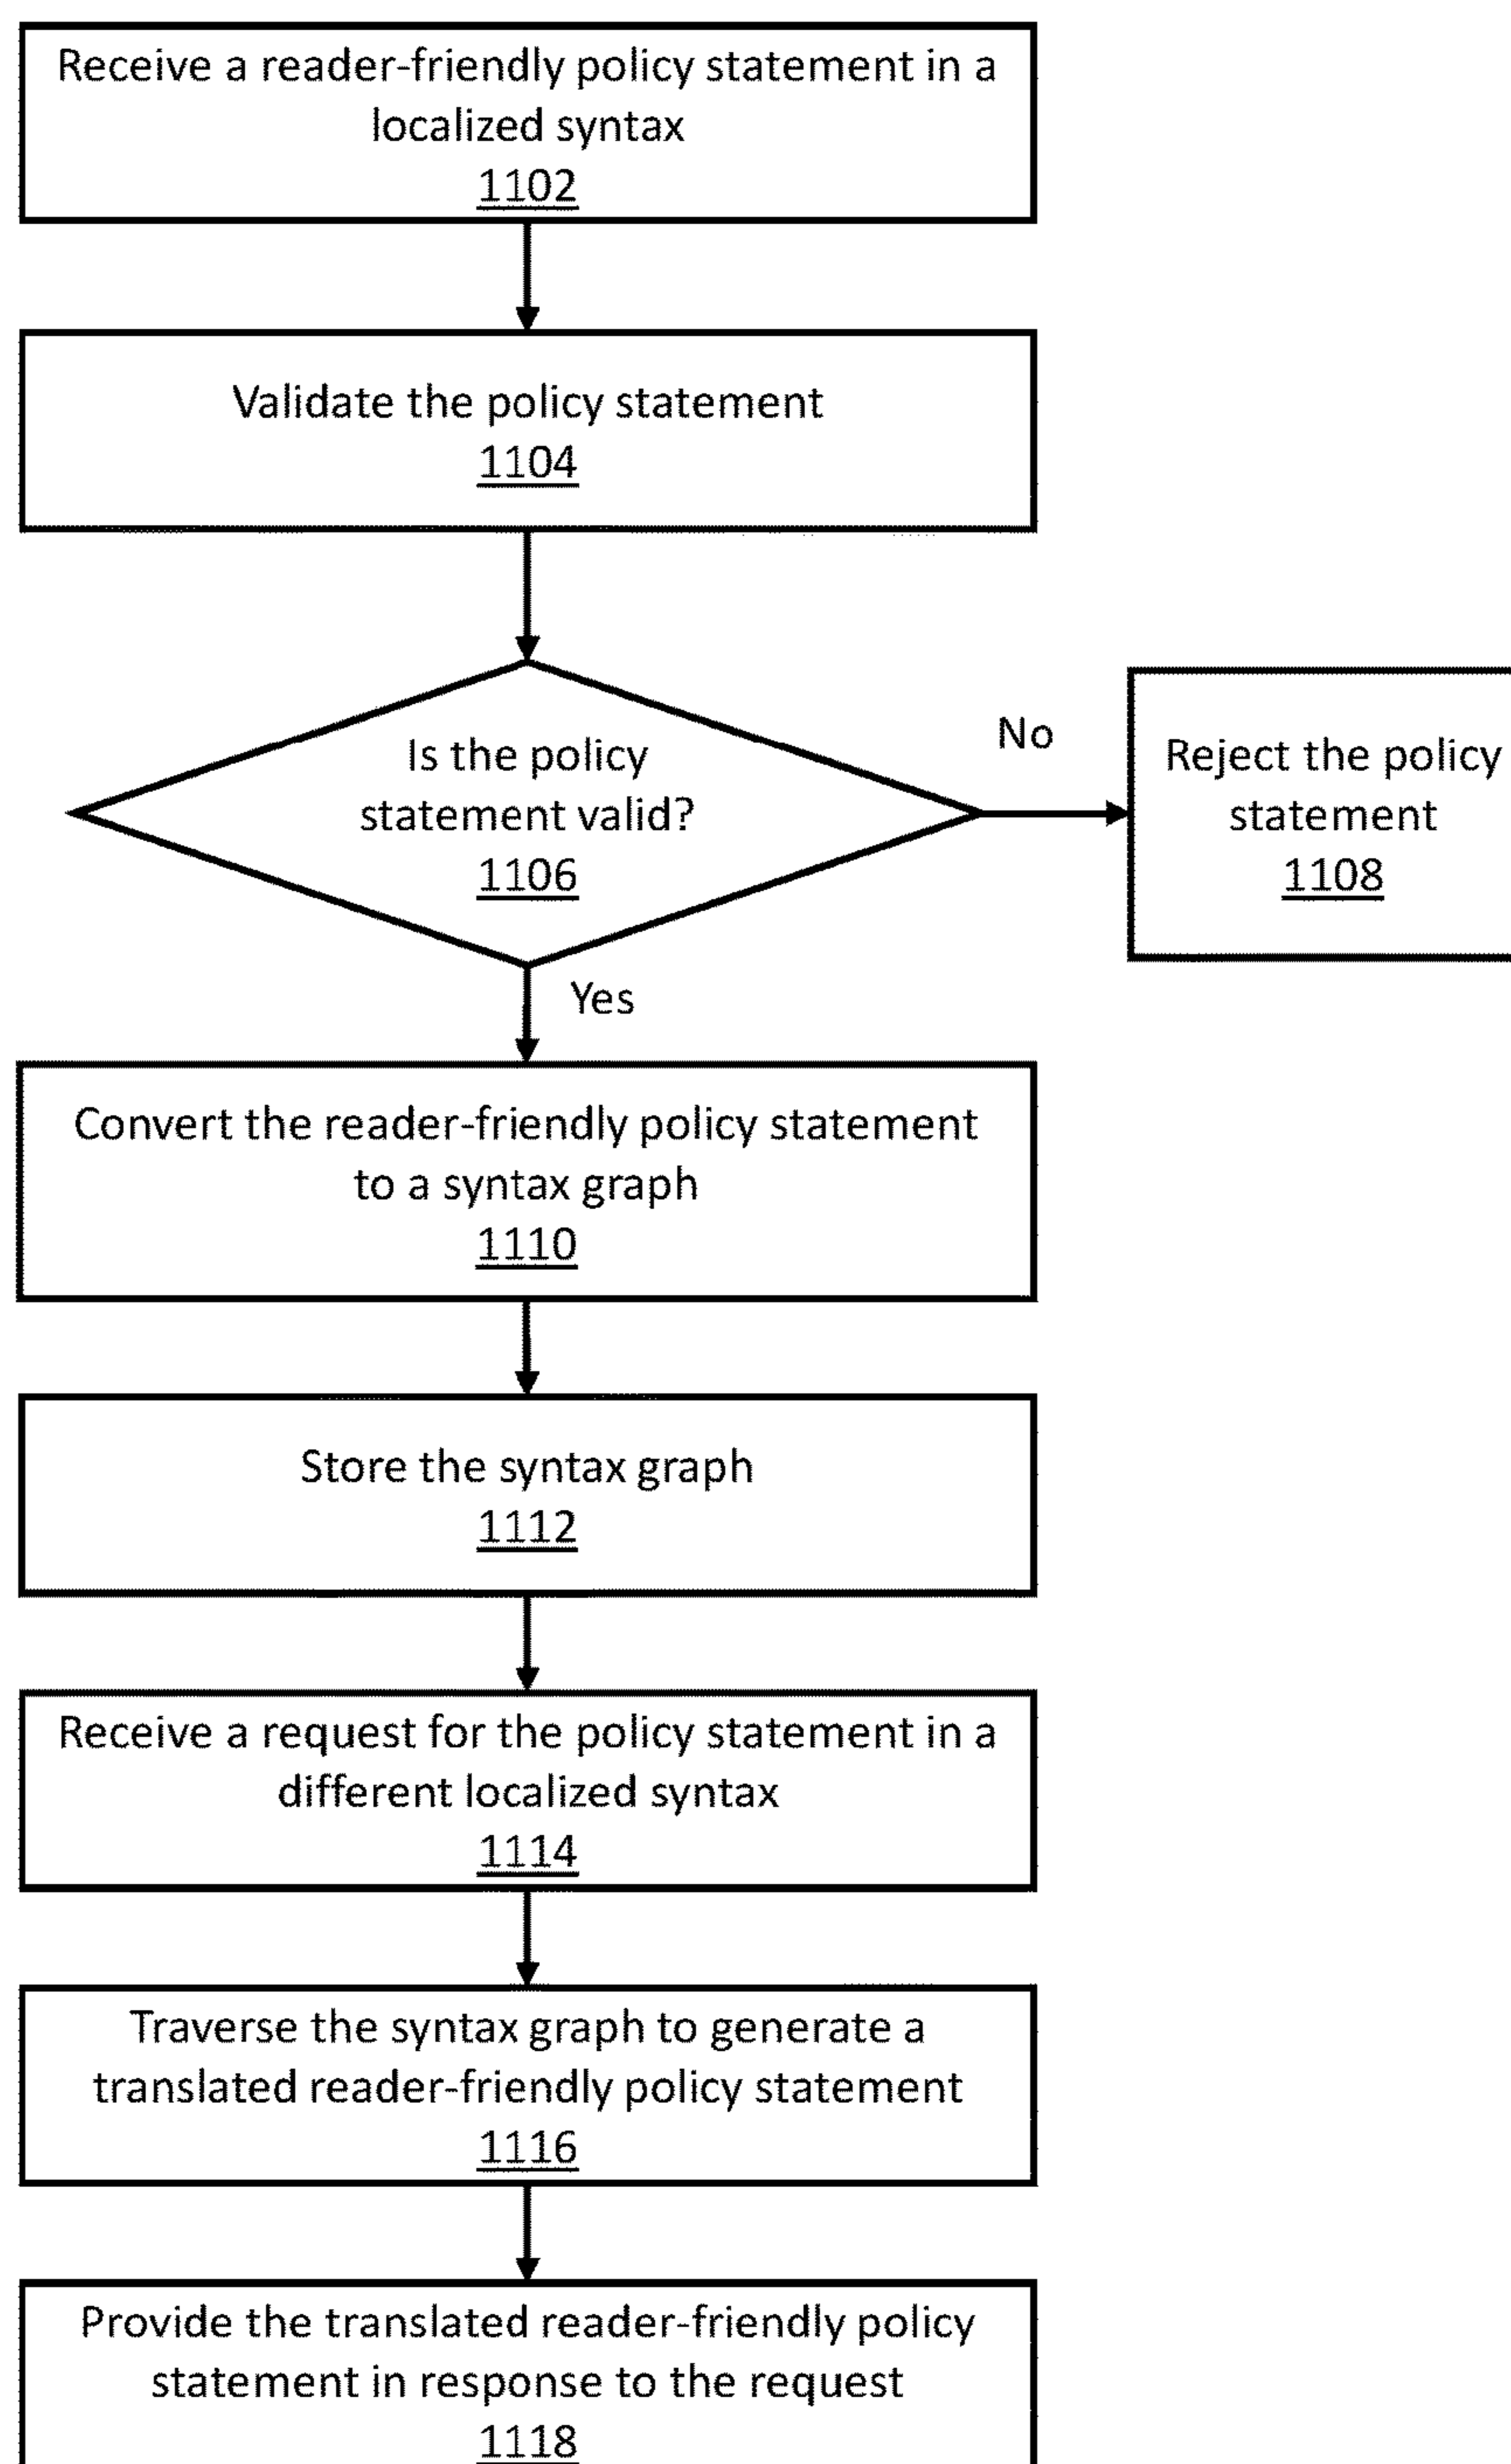 Receive a reader-friendly policy statement in a
localized syntax
1102
Validate the policy statement
1104
Is the policy
statement valid?
1106
No
Reject the policy
statement
1108
Yes
Convert the reader-friendly policy statement
to a syntax graph
1110
Store the syntax graph
1112
Receive a request for the policy statement in a
different localized syntax
1114
Traverse the syntax graph to generate a
translated reader-friendly policy statement
1116
Provide the translated reader-friendly policy
statement in response to the request
1118